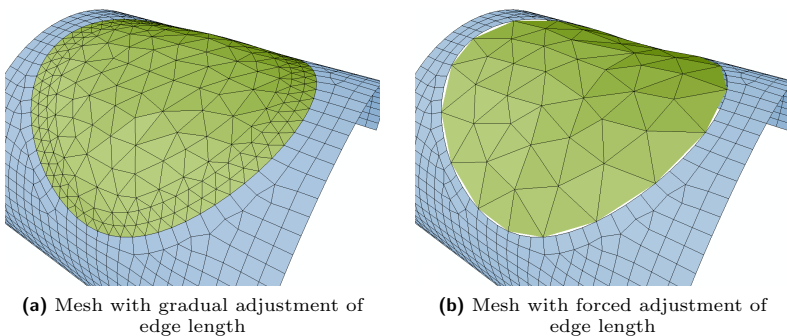 (a) Mesh with gradual adjustment of
edge length
(b) Mesh with forced adjustment of
edge length